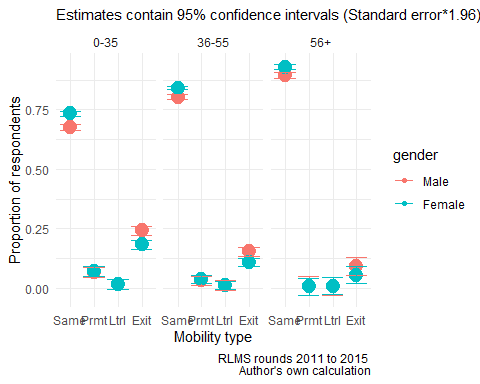 Estimates contain 95% confidence intervals (Standard error*1.96)
0-35 36-55 56+
Proportion of respondents
0.75
0.50
0.25
0.00
Same Prmt Ltrl Exit Same Prmt Ltrl Exit Same Prmt Ltrl Exit
Mobility type
gender
Male
Female
RLMS rounds 2011 to 2015
Author's own calculation